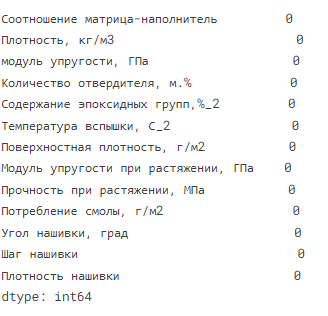 Соотношение матрица-наполнитель 0
Плотность, кг/м3 0
модуль упругости, ГПа 0
Количество отвердителя, м.% 0
Содержание эпоксидных групп,%_2 0
Температура вспышки, С_2 0
Поверхностная плотность, г/м2 0
Модуль упругости при растяжении, ГПа 0
Прочность при растяжении, МПа 0
Потребление смолы, г/м2 0
Угол нашивки, град 0
Шаг нашивки 0
Плотность нашивки 0
dtype: int64